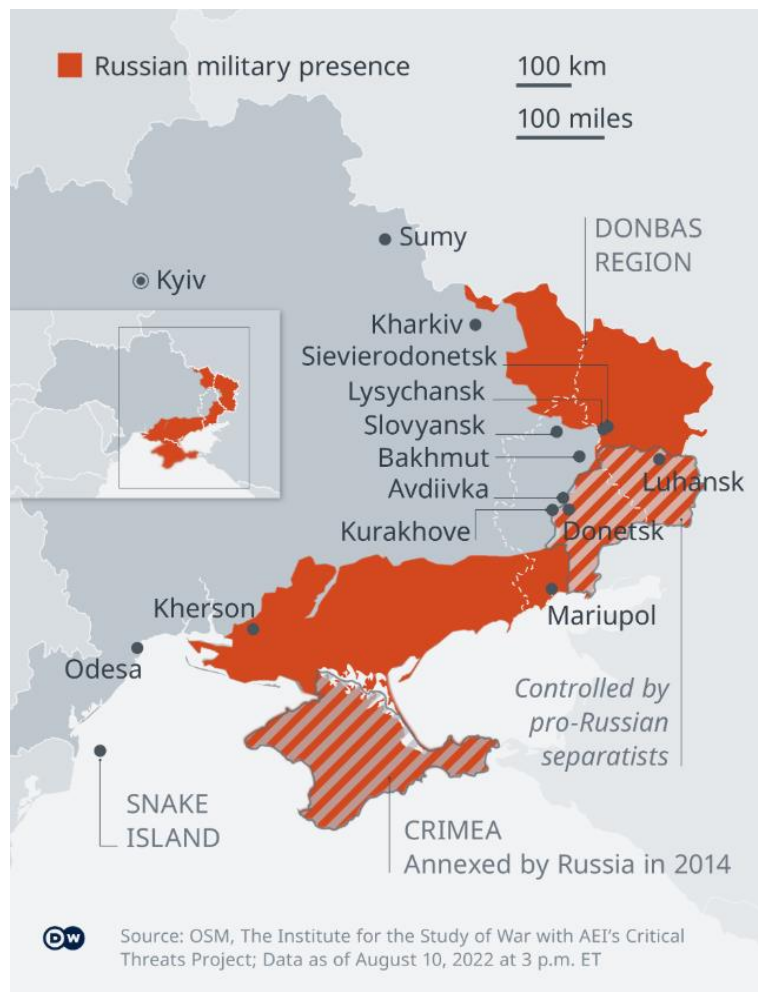 Russian military presence
100 km
100 miles
DONBAS
REGION
Sumy
Kyiv
Kharkiv
Sievierodonetsk
Lysychansk
Slovyansk
Bakhmut
Luhansk
Avdiivka
Kurakhove
Donetsk
Kherson
Mariupol
Odesa
Controlled by
pro-Russian
separatists
SNAKE
ISLAND
CRIMEA
Annexed by Russia in 2014
DW
Source: OSM, The Institute for the Study of War with AEI's Critical
Threats Project; Data as of August 10, 2022 at 3 p.m. ET